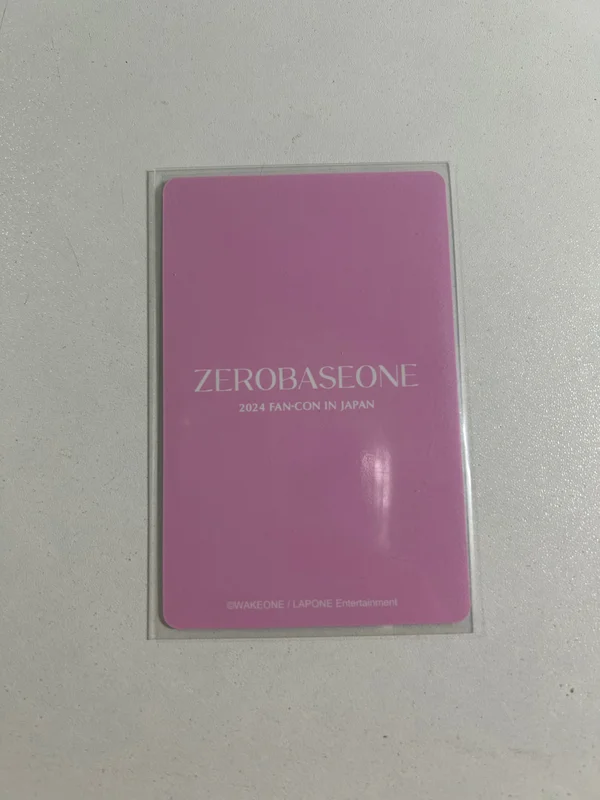 ZEROBASEONE
2024 FAN-CON IN JAPAN
©WAKEONE / LAPONE Entertainment